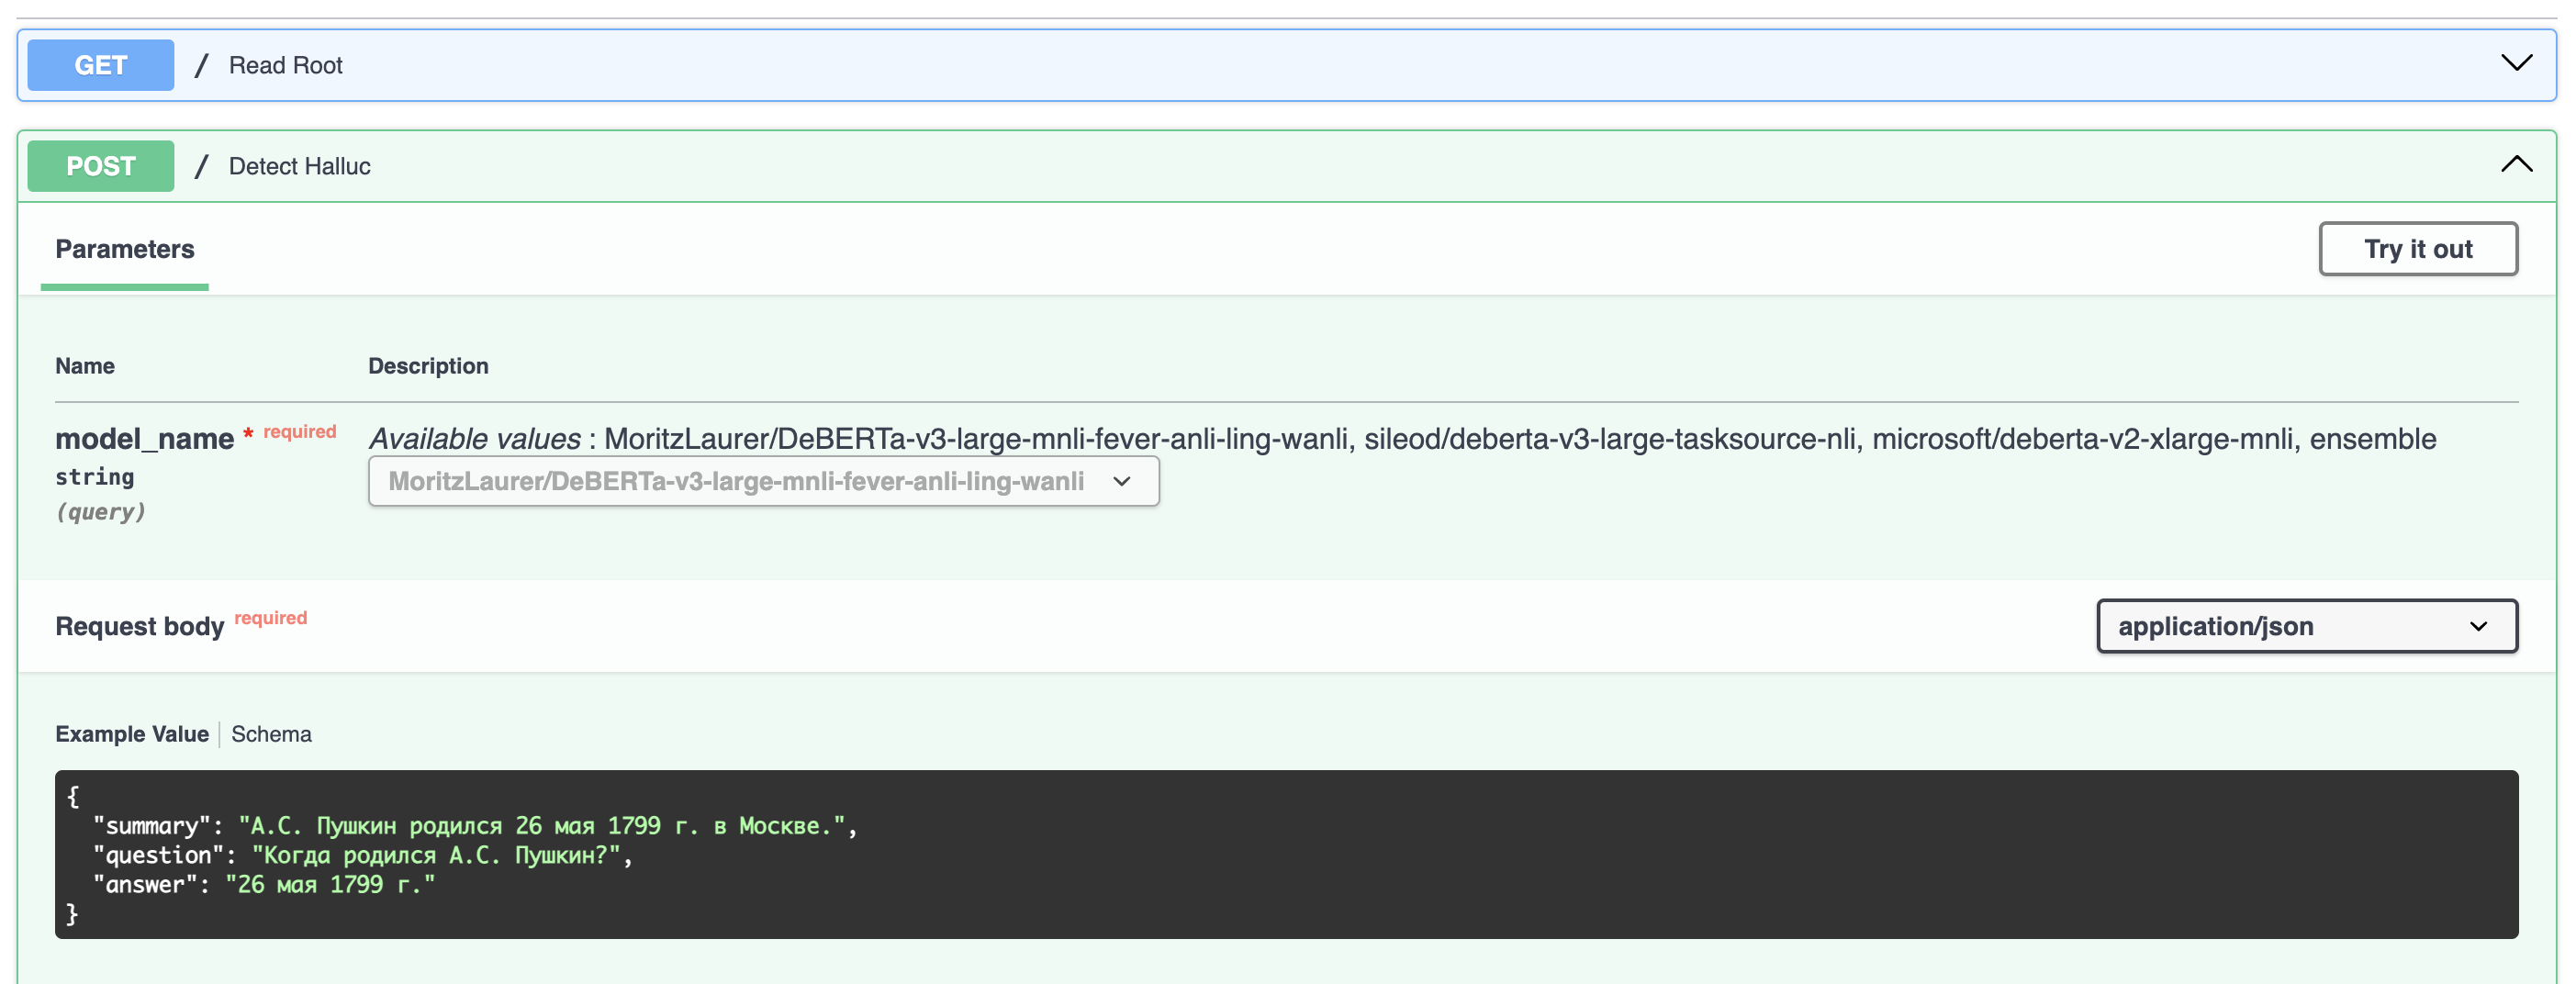 GET / Read Root
POST / Detect Halluc
Parameters
Try it out
Name Description
model_name * required
Available values : MoritzLaurer/DeBERTa-v3-large-mnli-fever-anli-ling-wanli, sileod/deberta-v3-large-tasksource-nli, microsoft/deberta-v2-xlarge-mnli, ensemble
string
MoritzLaurer/DeBERTa-v3-large-mnli-fever-anli-ling-wanli
(query)
Request body required
application/json
Example Value | Schema
{
"summary": "А.С. Пушкин родился 26 мая 1799 г. в Москве.",
"question": "Когда родился А.С. Пушкин?",
"answer": "26 мая 1799 г."
}